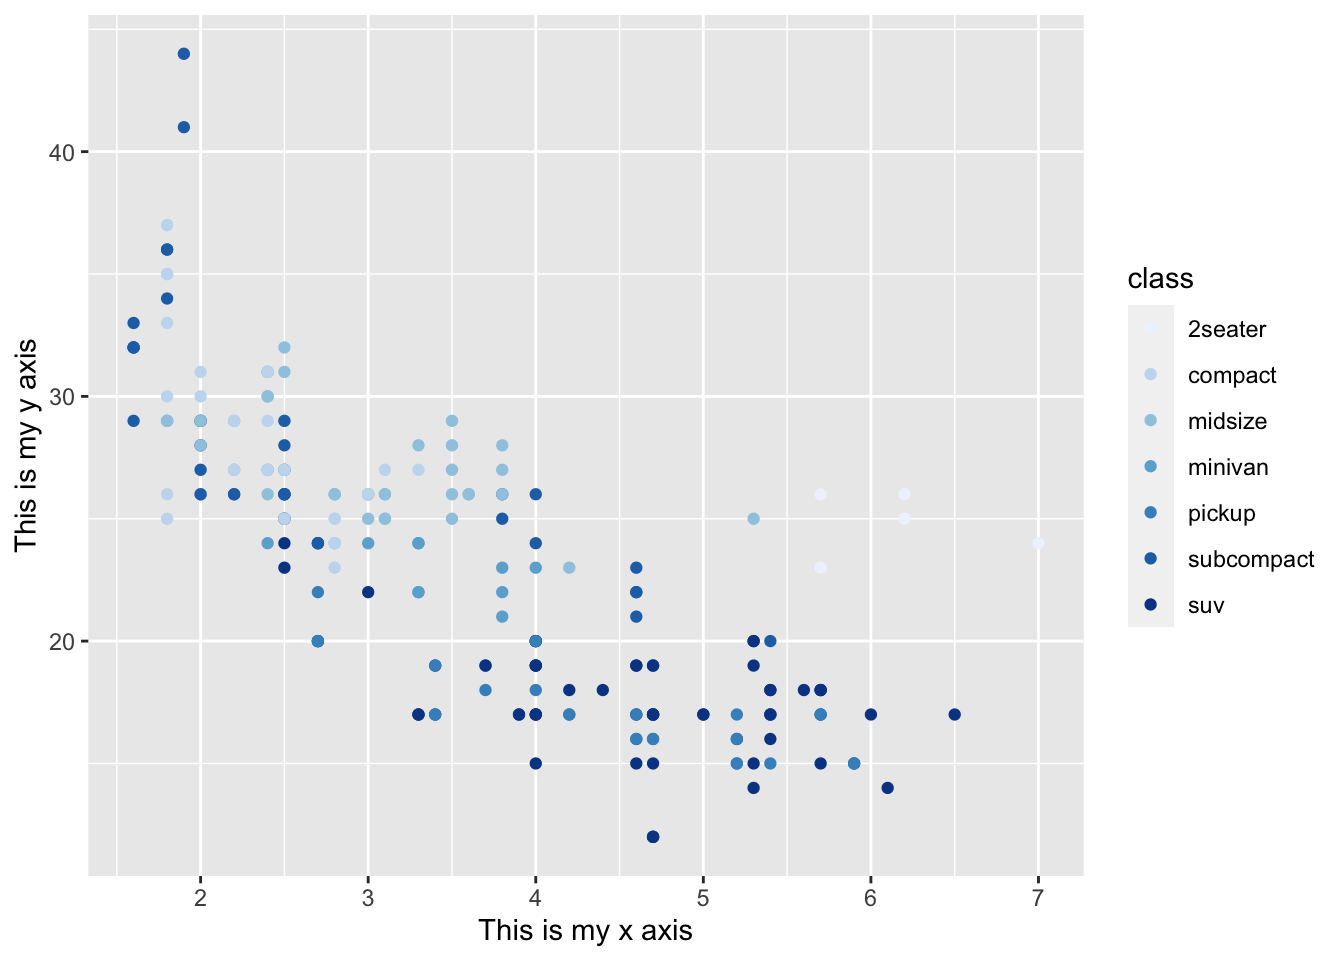 This is my y axis
40
30
20
2 3 4 5 6 7
This is my x axis
class
2seater
compact
midsize
minivan
pickup
subcompact
suv